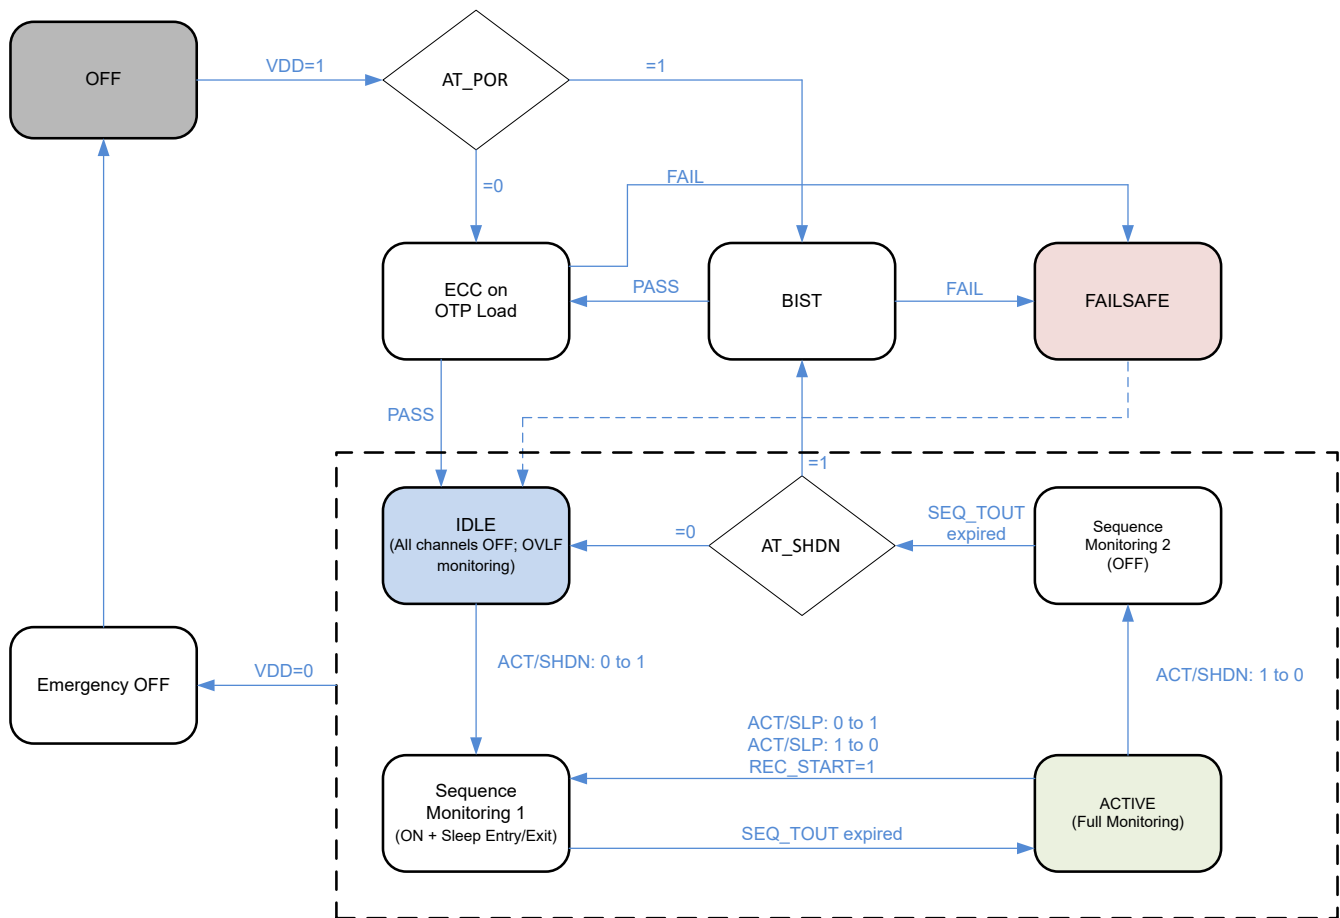 OFF
VDD=1
AT_POR
=1
=0
FAIL
ECC on
OTP Load
PASS
BIST
FAIL
FAILSAFE
PASS
=1
IDLE
(All channels OFF; OVLF
monitoring)
=0
AT_SHDN
SEQ_TOUT
expired
Sequence
Monitoring 2
(OFF)
Emergency OFF
VDD=0
ACT/SHDN: 0 to 1
ACT/SHDN: 1 to 0
ACT/SLP: 0 to 1
ACT/SLP: 1 to 0
REC_START=1
Sequence
Monitoring 1
(ON + Sleep Entry/Exit)
SEQ_TOUT expired
ACTIVE
(Full Monitoring)